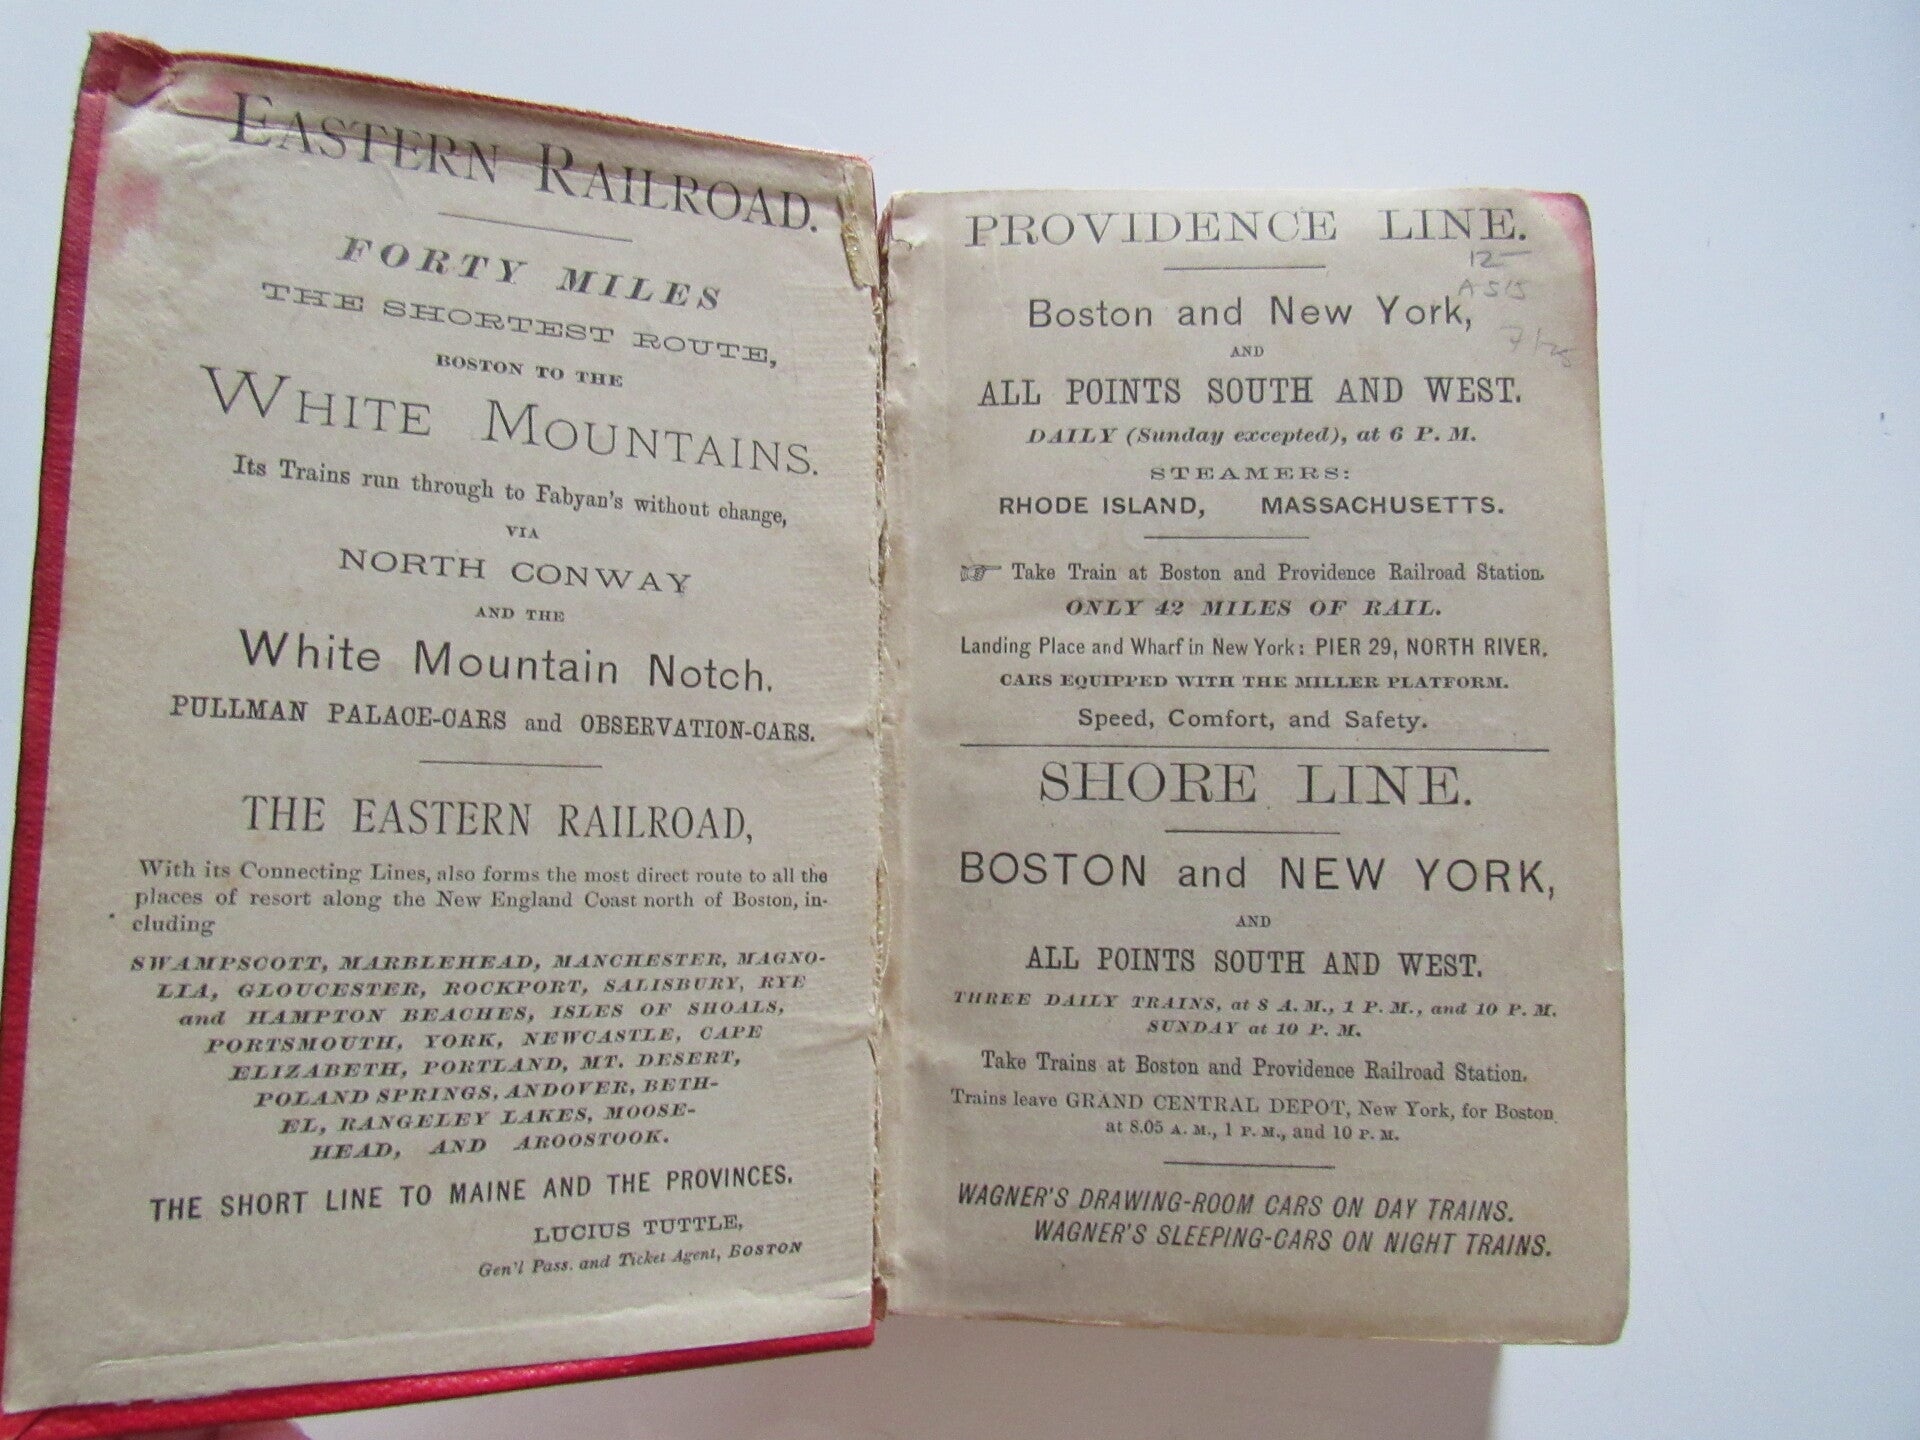 EASTERN RAILROAD.
FORTY MILES
THE SHORTEST ROUTE,
BOSTON TO THE
WHITE MOUNTAINS.
Its Trains run through to Fabyan's without change,
VIA
NORTH CONWAY
AND THE
White Mountain Notch.
PULLMAN PALACE-CARS and OBSERVATION-CARS.
THE EASTERN RAILROAD,
With its Connecting Lines, also forms the most direct route to all the
places of resort along the New England Coast north of Boston, in-
cluding
SWAMPSCOTT, MARBLEHEAD, MANCHESTER, MAGNO-
LIA, GLOUCESTER, ROCKPORT, SALISBURY, RYE
and HAMPTON BEACHES, ISLES OF SHOALS,
PORTSMOUTH, YORK, NEWCASTLE, CAPE
ELIZABETH, PORTLAND, MT. DESERT,
POLAND SPRINGS, ANDOVER, BETH-
EL, RANGELEY LAKES, MOOSE-
HEAD, AND AROOSTOOK.
THE SHORT LINE TO MAINE AND THE PROVINCES.
LUCIUS TUTTLE,
Gen'l Pass. and Ticket Agent, BOSTON
PROVIDENCE LINE.
12
A515
Boston and New York,
AND
ALL POINTS SOUTH AND WEST.
DAILY (Sunday excepted), at 6 P. M.
STEAMERS:
RHODE ISLAND, MASSACHUSETTS.
☞ Take Train at Boston and Providence Railroad Station.
ONLY 42 MILES OF RAIL.
Landing Place and Wharf in New York: PIER 29, NORTH RIVER.
CARS EQUIPPED WITH THE MILLER PLATFORM.
Speed, Comfort, and Safety.
SHORE LINE.
BOSTON and NEW YORK,
AND
ALL POINTS SOUTH AND WEST.
THREE DAILY TRAINS, at 8 A. M., 1 P. M., and 10 P. M.
SUNDAY at 10 P. M.
Take Trains at Boston and Providence Railroad Station.
Trains leave GRAND CENTRAL DEPOT, New York, for Boston
at 8.05 A. M., 1 P. M., and 10 P. M.
WAGNER'S DRAWING-ROOM CARS ON DAY TRAINS.
WAGNER'S SLEEPING-CARS ON NIGHT TRAINS.